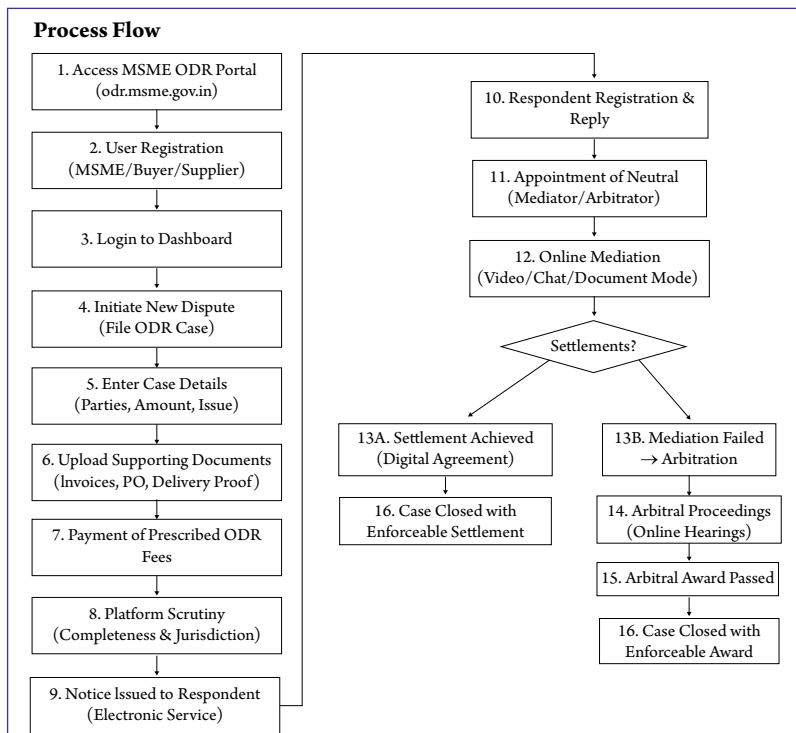 Process Flow
1. Access MSME ODR Portal
(odr.msme.gov.in)
2. User Registration
(MSME/Buyer/Supplier)
3. Login to Dashboard
4. Initiate New Dispute
(File ODR Case)
5. Enter Case Details
(Parties, Amount, Issue)
6. Upload Supporting Documents
(Invoices, PO, Delivery Proof)
7. Payment of Prescribed ODR
Fees
8. Platform Scrutiny
(Completeness & Jurisdiction)
9. Notice Issued to Respondent
(Electronic Service)
10. Respondent Registration &
Reply
11. Appointment of Neutral
(Mediator/Arbitrator)
12. Online Mediation
(Video/Chat/Document Mode)
Settlements?
13A. Settlement Achieved
(Digital Agreement)
16. Case Closed with
Enforceable Settlement
13B. Mediation Failed
→ Arbitration
14. Arbitral Proceedings
(Online Hearings)
15. Arbitral Award Passed
16. Case Closed with
Enforceable Award